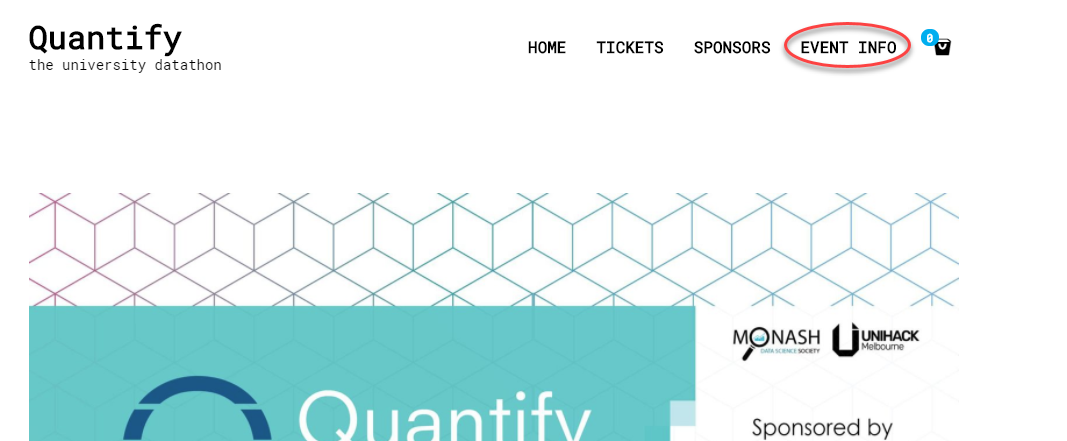 Quantify
the university datathon
HOME TICKETS SPONSORS EVENT INFO 0
MONASH
DATA SCIENCE SOCIETY
UNIHACK
Melbourne
Quantify
Sponsored by